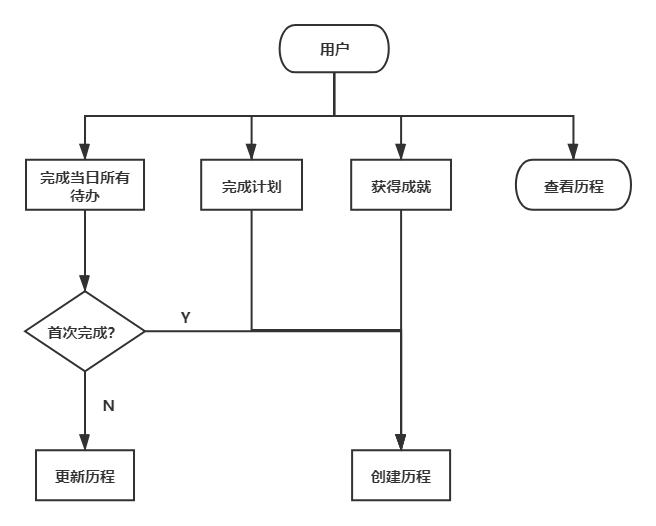 用户
完成当日所有
待办
完成计划
获得成就
查看历程
首次完成?
Y
N
更新历程
创建历程